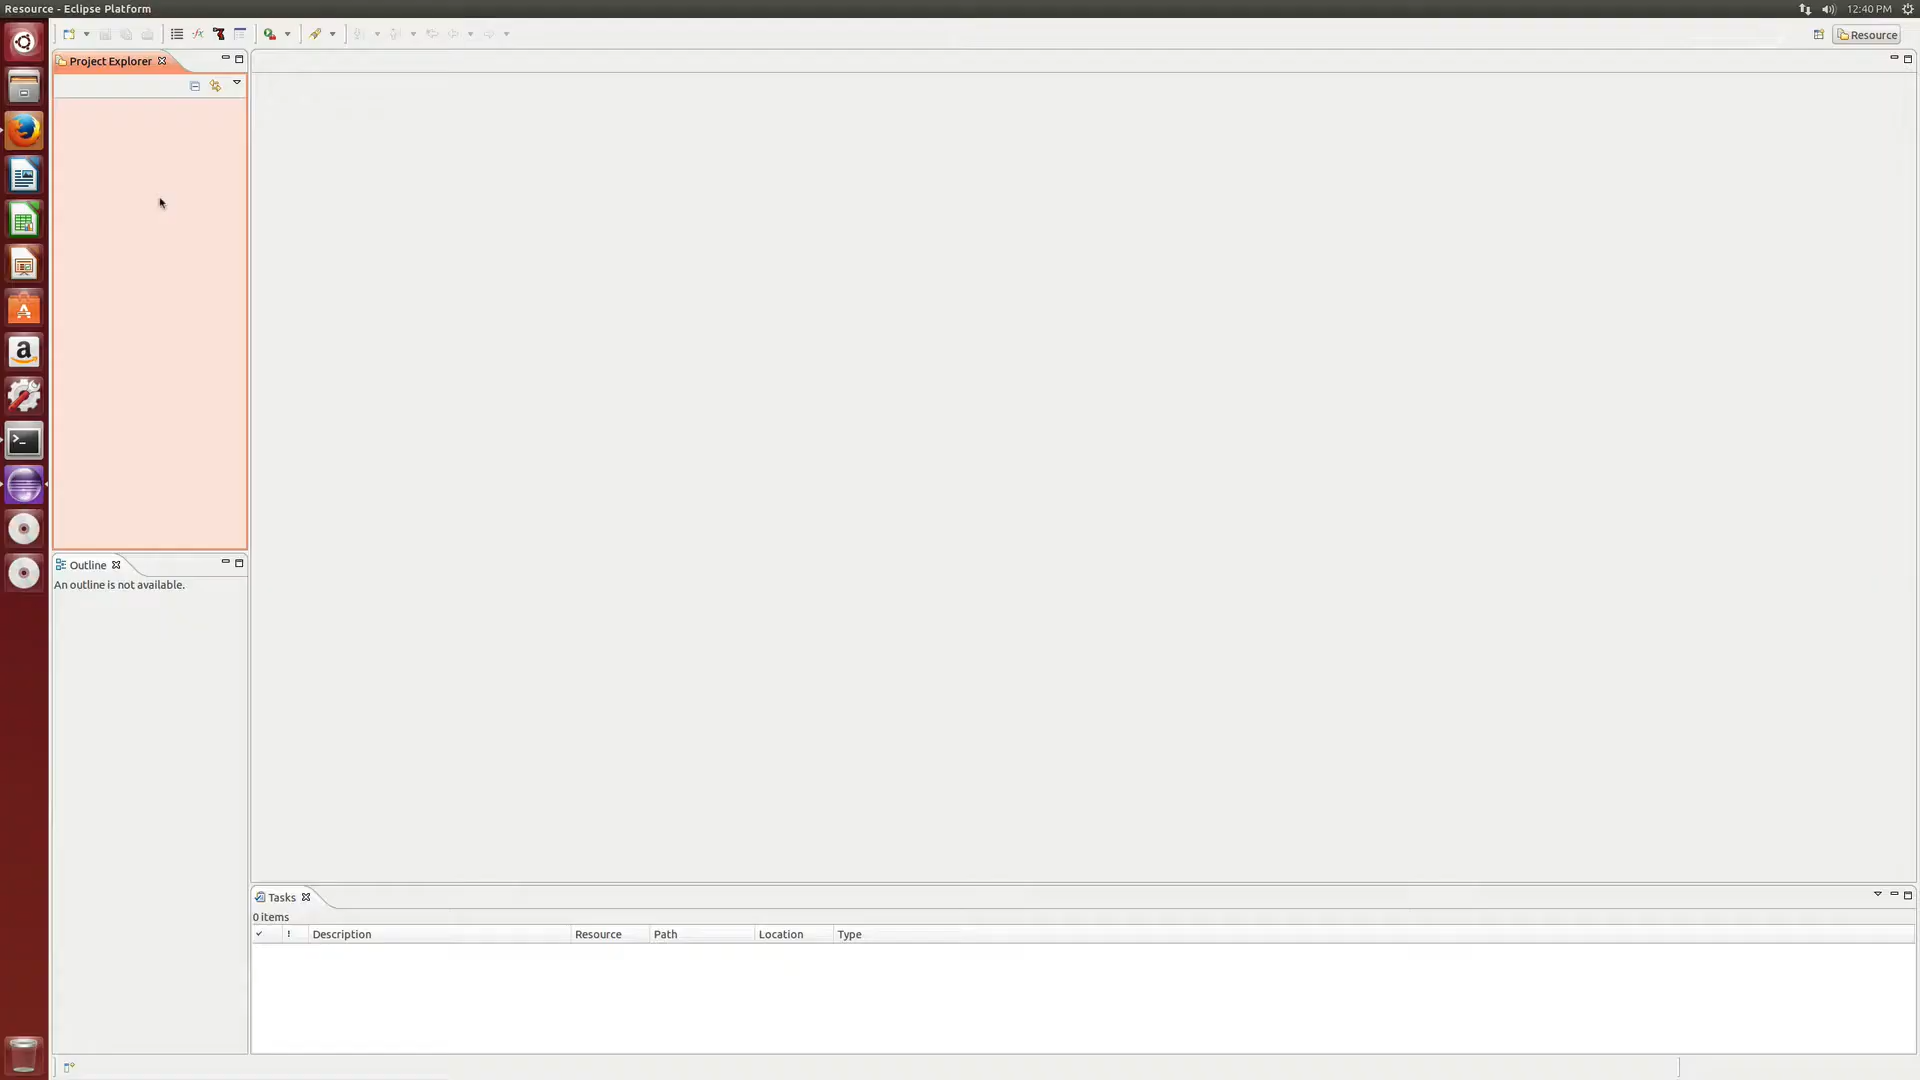 Resource - Eclipse Platform
12:40 PM
Resource
Project Explorer
Outline
An outline is not available.
Tasks
0 items
! Description Resource Path Location Type